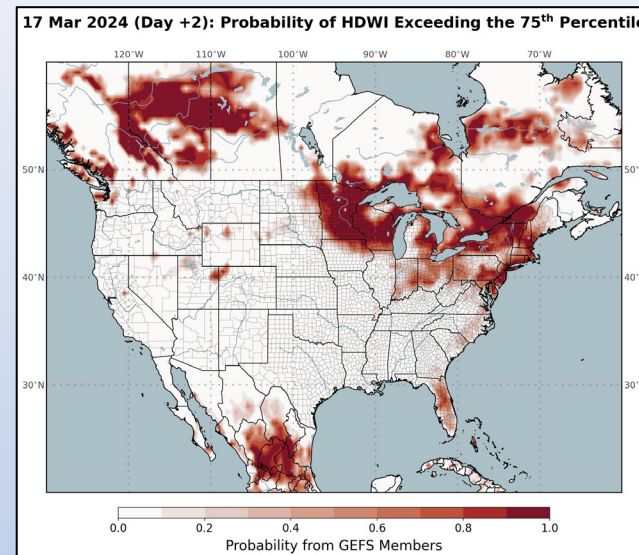 17 Mar 2024 (Day +2): Probability of HDWI Exceeding the 75th Percentile
120°W 110°W 100°W 90°W 80°W 70°W
50°N
40°N
30°N 30°
0.0 0.2 0.4 0.6 0.8 1.0
Probability from GEFS Members